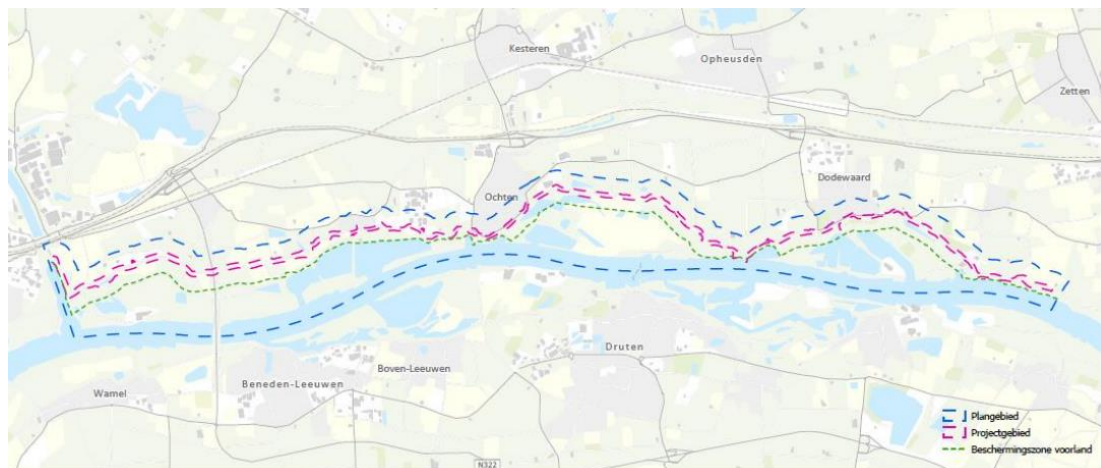 Kesteren
Opheusden
Zetten
Ochten
Dodewaard
Druten
Boven-Leeuwen
Beneden-Leeuwen
Wamel
N322
Plangebied
Projectgebied
Beschermingszone voorland